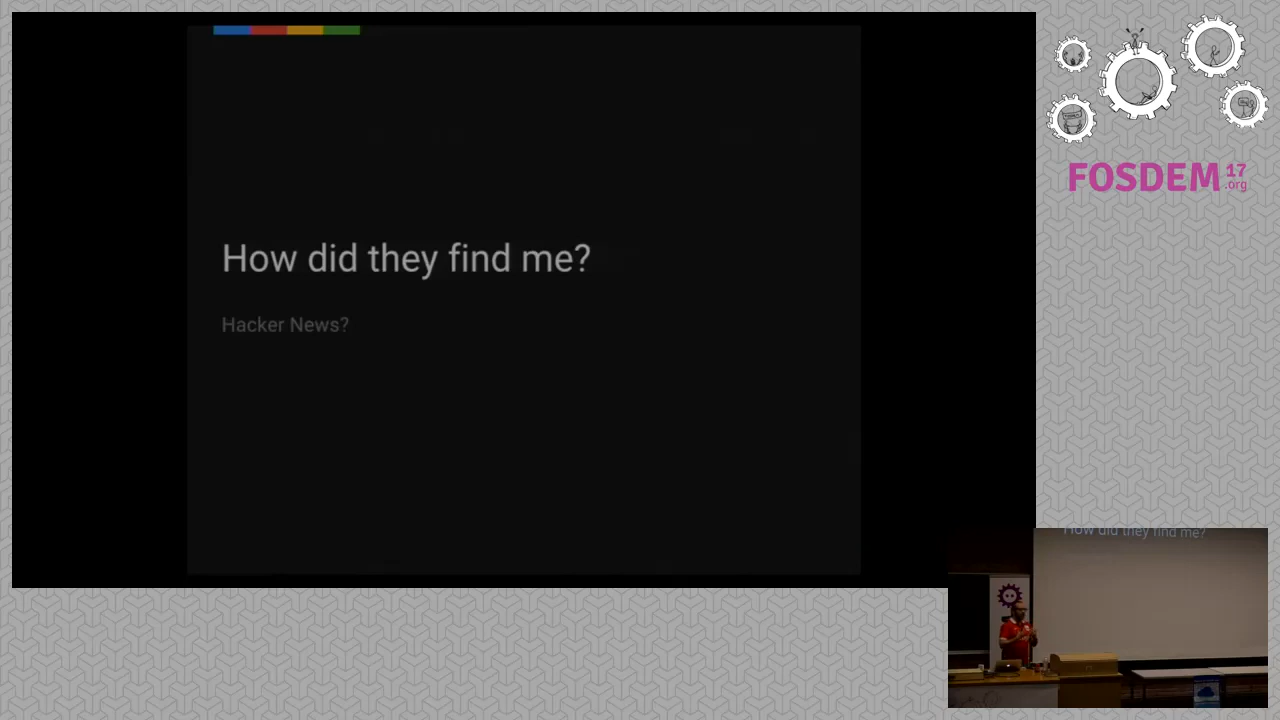 How did they find me?
Hacker News?
FOSDEM 17
.org
How did they find me?